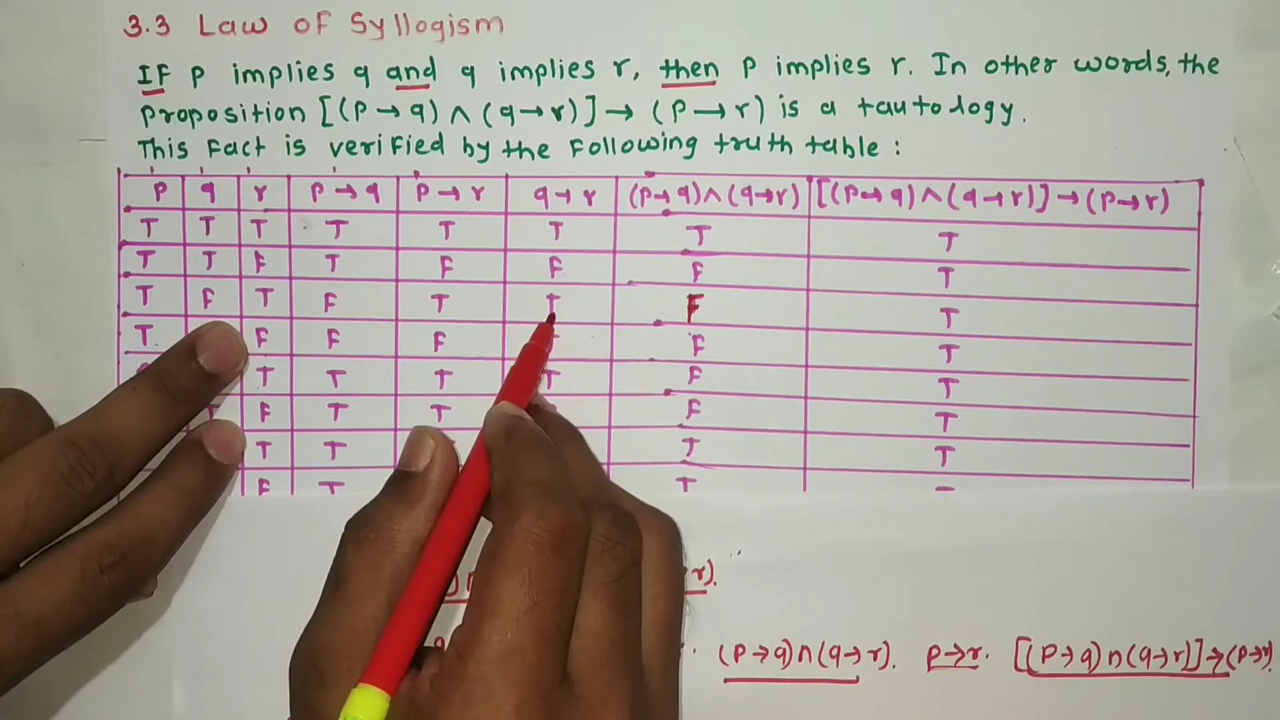 3.3 Law of Syllogism
IF p implies q and q implies r, then p implies r. In other words, the
proposition [(P → q) ∧ (q → r)] → (P → r) is a tautology.
This Fact is verified by the Following truth table :
P q r P → q P → r q → r (P → q) ∧ (q → r) [(P → q) ∧ (q → r)] → (P → r)
T T T T T T T T
T T F T F F F T
T F T F T T F T
T F F F F T
T T T T F T
F T T F T
T T T T
F T T
r).
(P → q) ∩ (q → r). P → r. [(P → q) ∩ (q → r)] → (P → r)